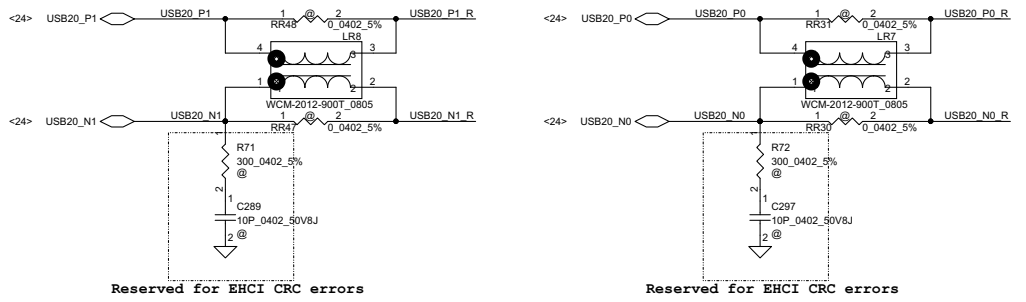 <24> USB20_P1 USB20_P1 1 @ 2 USB20_P1_R
RR48 0_0402_5%
LR8
4 3 3
1 2 2
WCM-2012-900T_0805
<24> USB20_N1 USB20_N1 1 @ 2 USB20_N1_R
RR47 0_0402_5%
1
R71
300_0402_5%
@
2
1
C289
10P_0402_50V8J
2
@
Reserved for EHCI CRC errors
<24> USB20_P0 USB20_P0 1 @ 2 USB20_P0_R
RR31 0_0402_5%
LR7
4 3 3
1 2 2
WCM-2012-900T_0805
<24> USB20_N0 USB20_N0 1 @ 2 USB20_N0_R
RR30 0_0402_5%
1
R72
300_0402_5%
@
2
1
C297
10P_0402_50V8J
2
@
Reserved for EHCI CRC errors